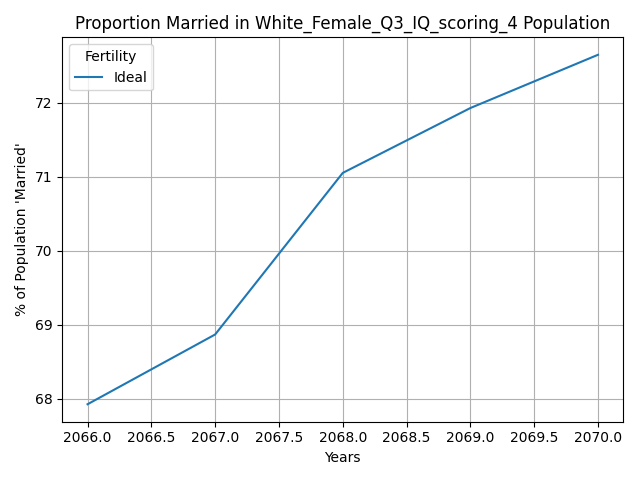 Proportion Married in White_Female_Q3_IQ_scoring_4 Population
Fertility
Ideal
% of Population 'Married'
72
71
70
69
68
2066.0 2066.5 2067.0 2067.5 2068.0 2068.5 2069.0 2069.5 2070.0
Years